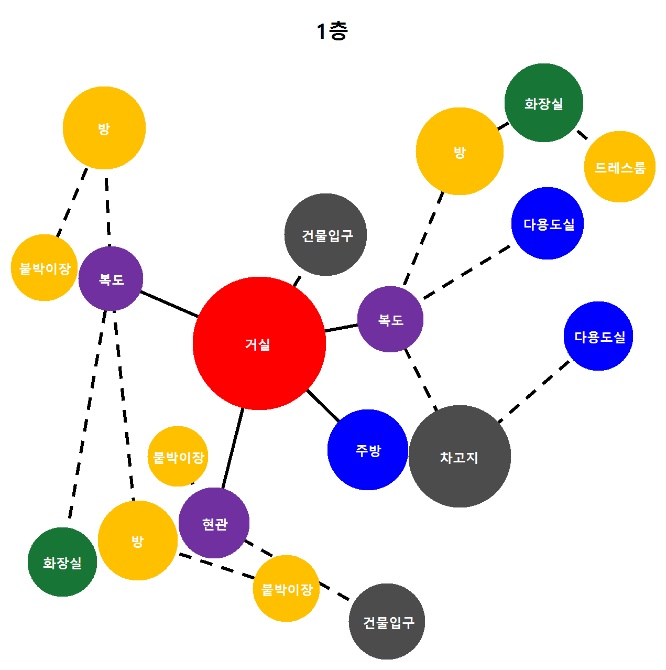 1층
화장실
방
방
드레스룸
다용도실
건물입구
붙박이장
복도
복도
다용도실
거실
주방
붙박이장
차고지
현관
방
화장실
붙박이장
건물입구